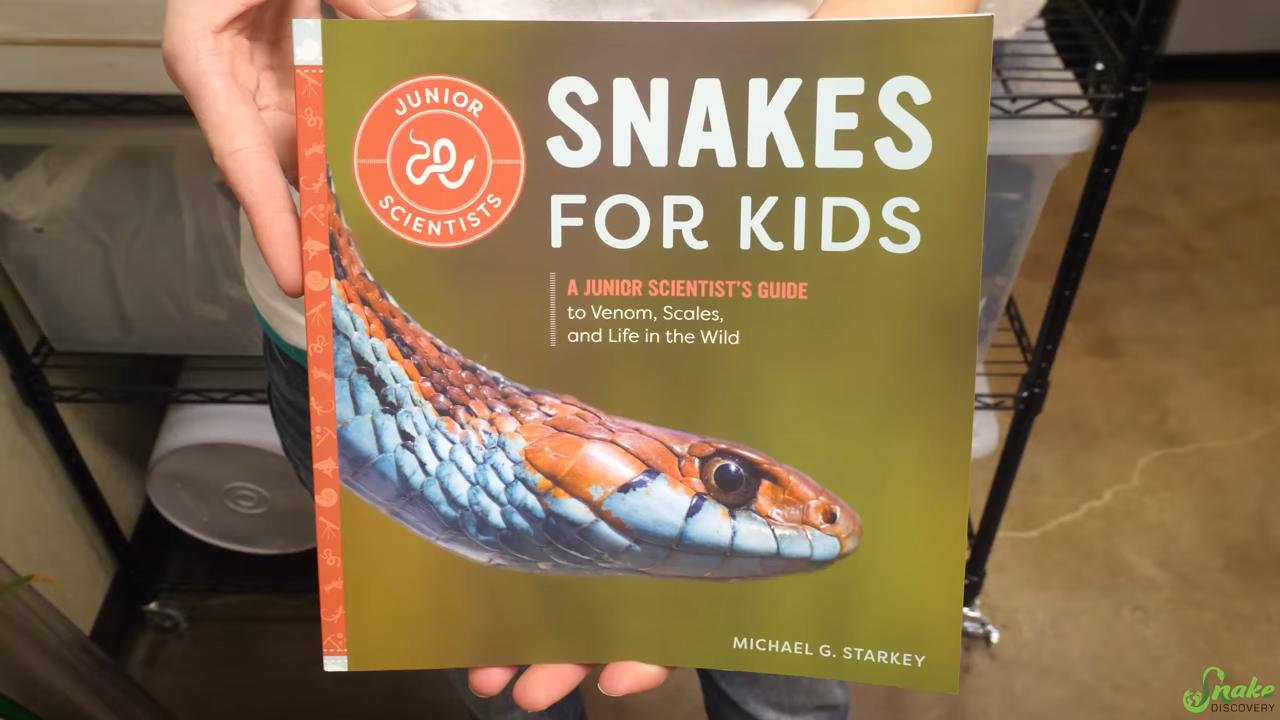 JUNIOR
SCIENTISTS
SNAKES
FOR KIDS
A JUNIOR SCIENTIST'S GUIDE
to Venom, Scales,
and Life in the Wild
MICHAEL G. STARKEY
Snake
DISCOVERY